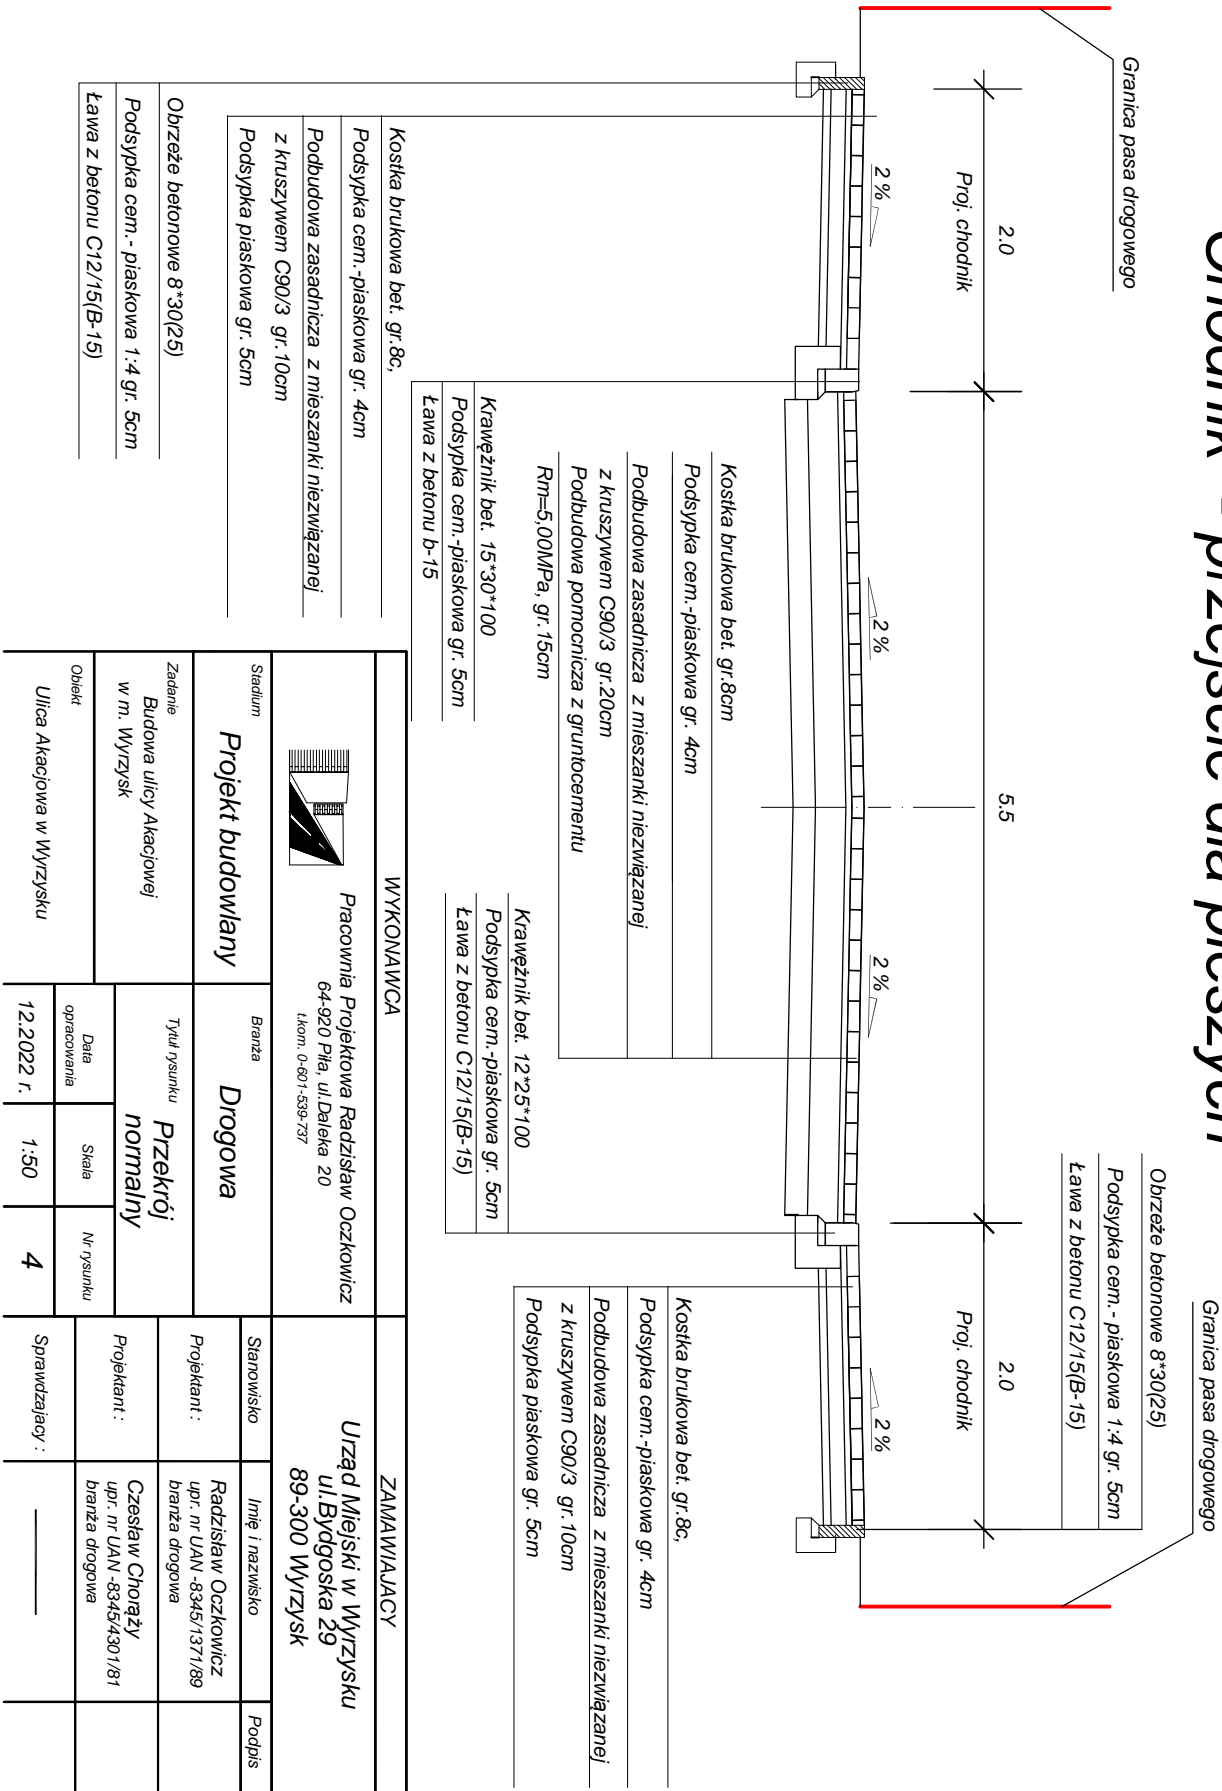 Chodnik - przejście dla pieszych
Granica pasa drogowego
Granica pasa drogowego
Obrzeże betonowe 8*30(25)
Podsypka cem.- piaskowa 1:4 gr. 5cm
Ława z betonu C12/15(B-15)
2.0
5.5
2.0
Proj. chodnik
Proj. chodnik
2 %
2 %
2 %
2 %
Kostka brukowa bet. gr.8cm
Podsypka cem.-piaskowa gr. 4cm
Podbudowa zasadnicza z mieszanki niezwiązanej
z kruszywem C90/3 gr.20cm
Podbudowa pomocnicza z gruntocementu
Rm=5,00MPa, gr.15cm
Kostka brukowa bet. gr.8c,
Podsypka cem.-piaskowa gr. 4cm
Podbudowa zasadnicza z mieszanki niezwiązanej
z kruszywem C90/3 gr.10cm
Podsypka piaskowa gr. 5cm
Krawężnik bet. 15*30*100
Podsypka cem.-piaskowa gr. 5cm
Ława z betonu b-15
Krawężnik bet. 12*25*100
Podsypka cem.-piaskowa gr. 5cm
Ława z betonu C12/15(B-15)
Kostka brukowa bet. gr.8c,
Podsypka cem.-piaskowa gr. 4cm
Podbudowa zasadnicza z mieszanki niezwiązanej
z kruszywem C90/3 gr.10cm
Podsypka piaskowa gr. 5cm
Obrzeże betonowe 8*30(25)
Podsypka cem.- piaskowa 1:4 gr. 5cm
Ława z betonu C12/15(B-15)
WYKONAWCA
ZAMAWIAJACY
Pracownia Projektowa Radzisław Oczkowicz
64-920 Piła, ul.Daleka 20
t.kom. 0-601-539-737
Urząd Miejski w Wyrzysku
ul.Bydgoska 29
89-300 Wyrzysk
Stadium
Projekt budowlany
Branża
Drogowa
Stanowisko
Imię i nazwisko
Podpis
Zadanie
Budowa ulicy Akacjowej
w m. Wyrzysk
Tytuł rysunku
Przekrój
normalny
Projektant :
Radzisław Oczkowicz
upr. nr UAN -8345/1371/89
branża drogowa
Projektant :
Czesław Chorąży
upr. nr UAN -8345/4301/81
branża drogowa
Obiekt
Ulica Akacjowa w Wyrzysku
Data
opracowania
Skala
Nr rysunku
12.2022 r.
1:50
4
Sprawdzajacy :